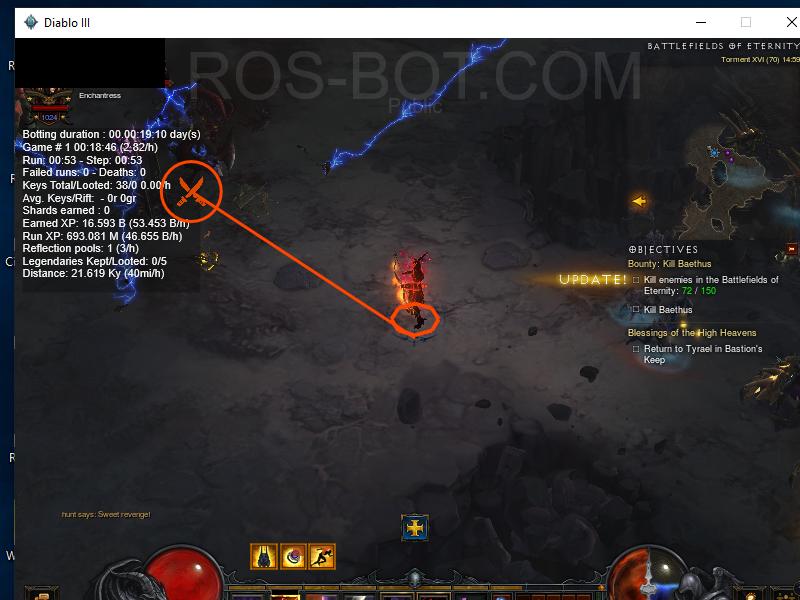 Diablo III
BATTLEFIELDS OF ETERNITY
Torment XVI (70) 14:59
ROS-BOT.COM
Public
Enchantress
1024
Botting duration : 00.00:19:10 day(s)
Game # 1 00:18:46 (2.82/h)
Run: 00:53 - Step: 00:53
Failed runs: 0 - Deaths: 0
Keys Total/Looted: 38/0 0.00/h
Avg. Keys/Rift: - 0r 0gr
Shards earned : 0
Earned XP: 16.593 B (53.453 B/h)
Run XP: 693.081 M (46.655 B/h)
Reflection pools: 1 (3/h)
Legendaries Kept/Looted: 0/5
Distance: 21.619 Ky (40mi/h)
OBJECTIVES
Bounty: Kill Baethus
UPDATE!
Kill enemies in the Battlefields of
Eternity: 72 / 150
Kill Baethus
Blessings of the High Heavens
Return to Tyrael in Bastion's
Keep
hunt says: Sweet revenge!
R
R
Ci
R
W